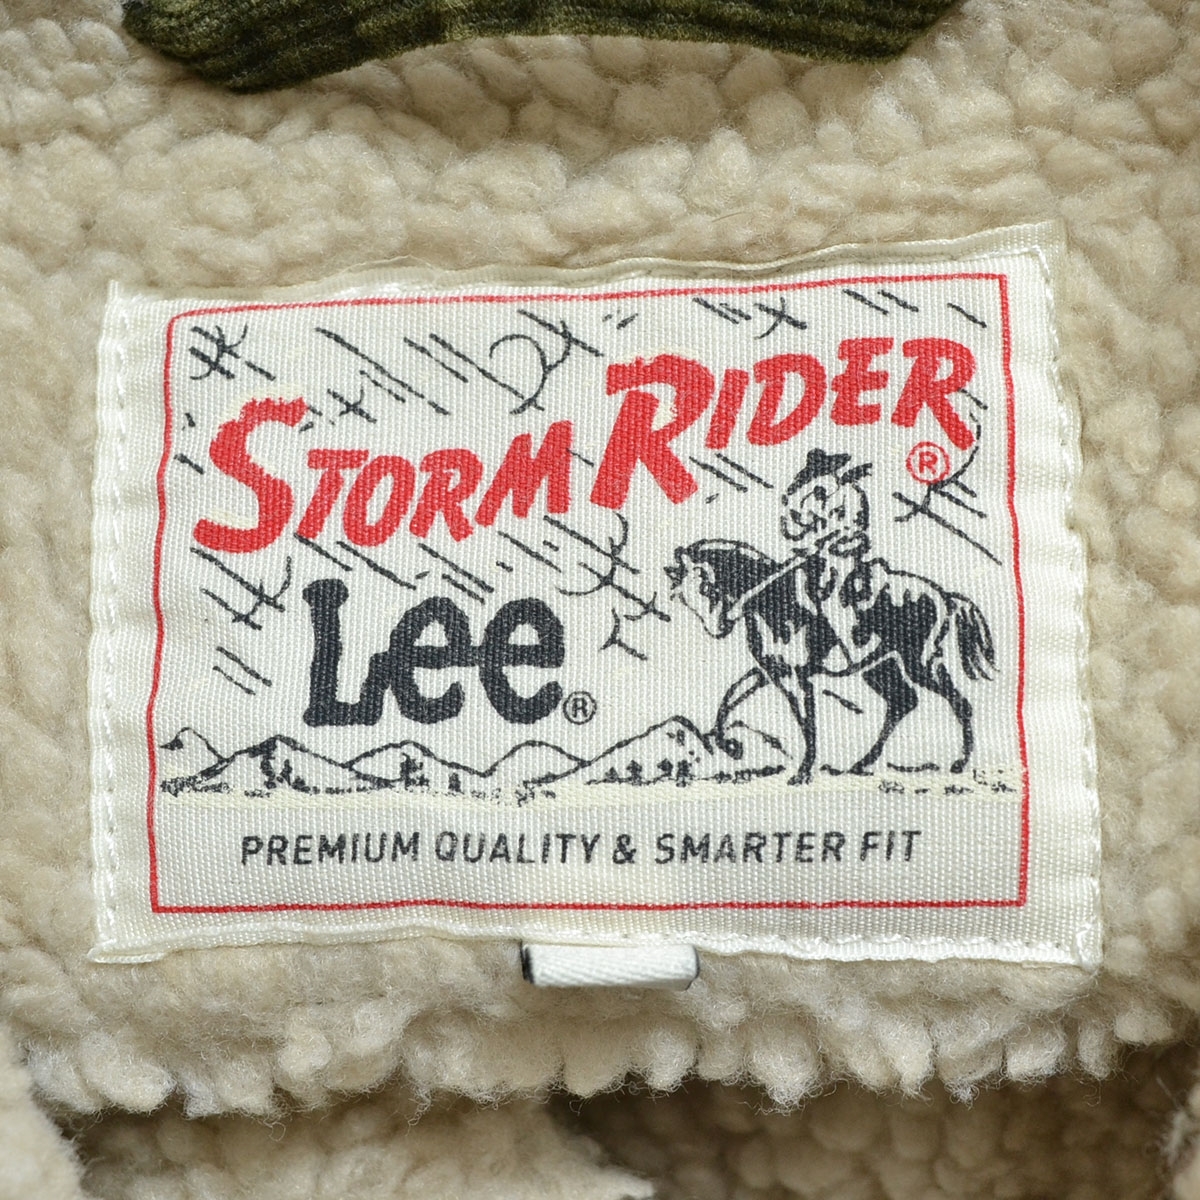 STORM RIDER®
Lee®
PREMIUM QUALITY & SMARTER FIT